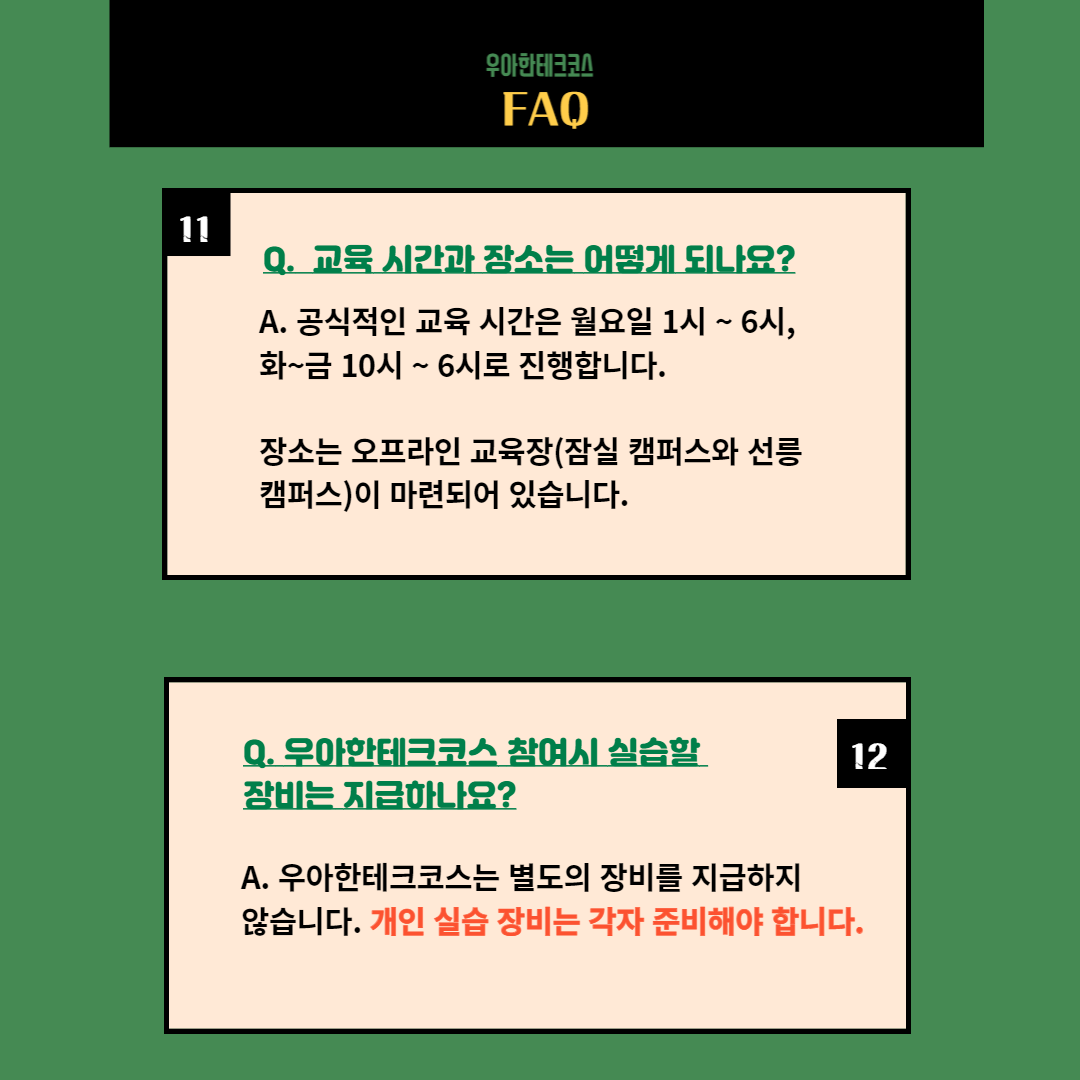 우아한테크코스
FAQ
11
Q. 교육 시간과 장소는 어떻게 되나요?
A. 공식적인 교육 시간은 월요일 1시 ~ 6시,
화~금 10시 ~ 6시로 진행합니다.
장소는 오프라인 교육장(잠실 캠퍼스와 선릉
캠퍼스)이 마련되어 있습니다.
12
Q. 우아한테크코스 참여시 실습할
장비는 지급하나요?
A. 우아한테크코스는 별도의 장비를 지급하지
않습니다. 개인 실습 장비는 각자 준비해야 합니다.